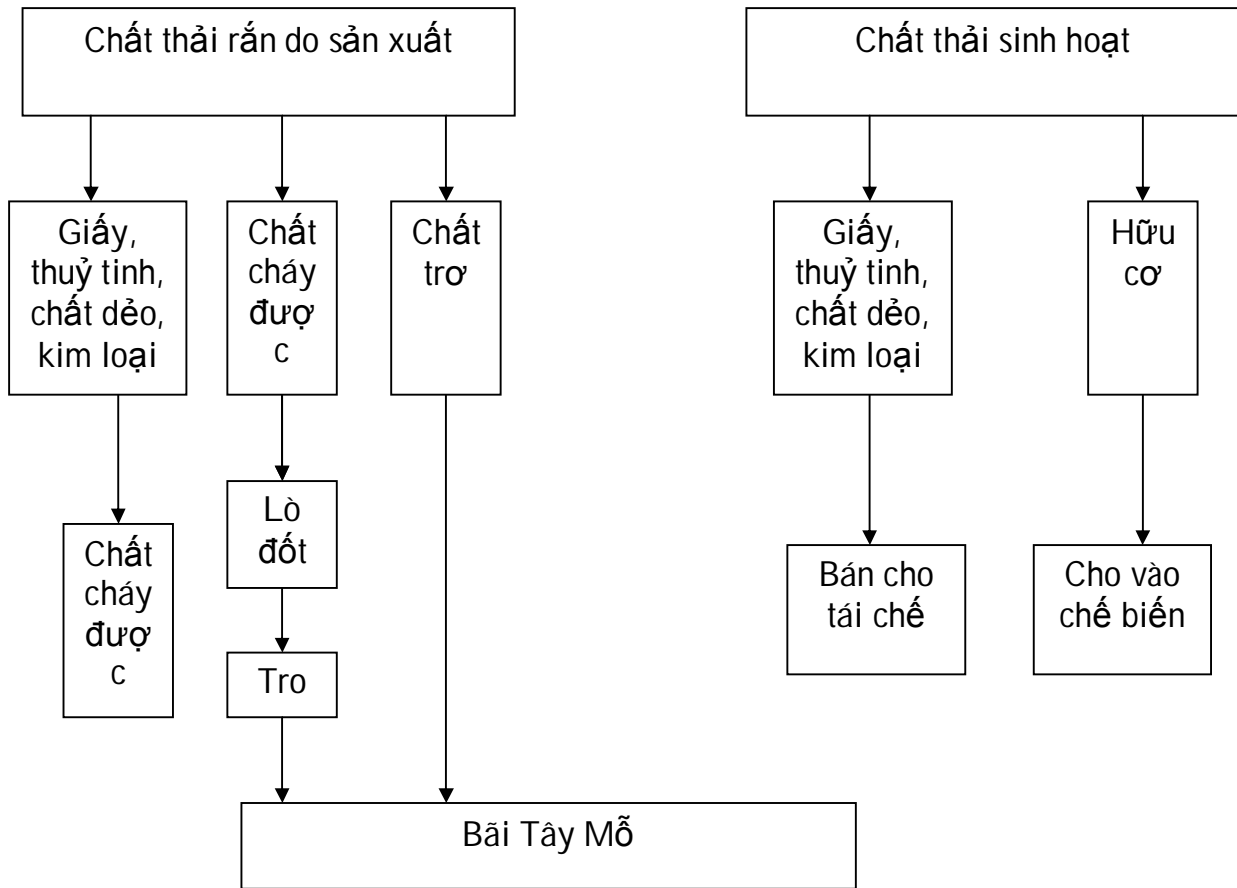 Chất thải rắn do sản xuất
Chất thải sinh hoạt
Giấy,
thuỷ tinh,
chất dẻo,
kim loại
Chất
cháy
đượ
c
Chất
trơ
Giấy,
thuỷ tinh,
chất dẻo,
kim loại
Hữu
cơ
Chất
cháy
đượ
c
Lò
đốt
Tro
Bán cho
tái chế
Cho vào
chế biến
Bãi Tây Mỗ